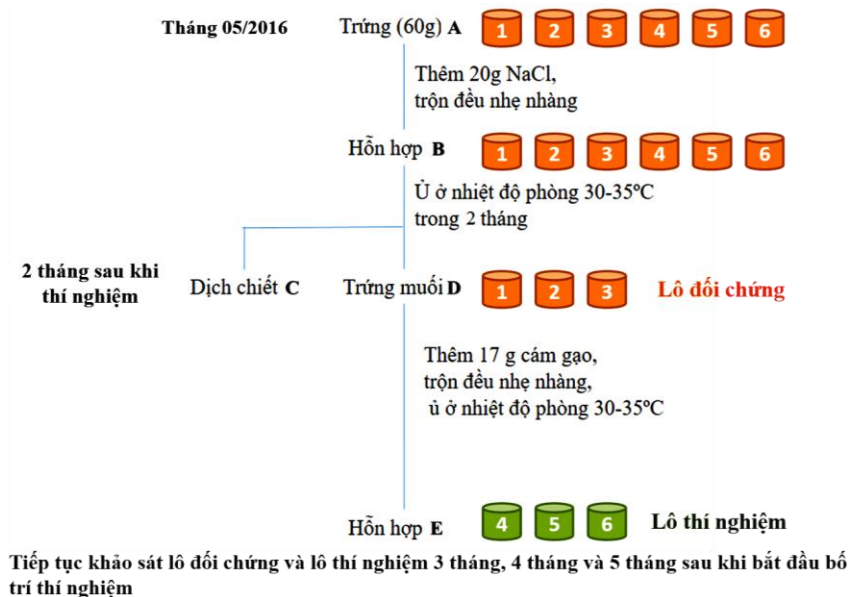 Tháng 05/2016 Trứng (60g) A 1 2 3 4 5 6
Thêm 20g NaCl,
trộn đều nhẹ nhàng
Hỗn hợp B 1 2 3 4 5 6
Ủ ở nhiệt độ phòng 30-35ºC
trong 2 tháng
2 tháng sau khi
thí nghiệm
Dịch chiết C Trứng muối D 1 2 3 Lô đối chứng
Thêm 17 g cám gạo,
trộn đều nhẹ nhàng,
ủ ở nhiệt độ phòng 30-35ºC
Hỗn hợp E 4 5 6 Lô thí nghiệm
Tiếp tục khảo sát lô đối chứng và lô thí nghiệm 3 tháng, 4 tháng và 5 tháng sau khi bắt đầu bố
trí thí nghiệm